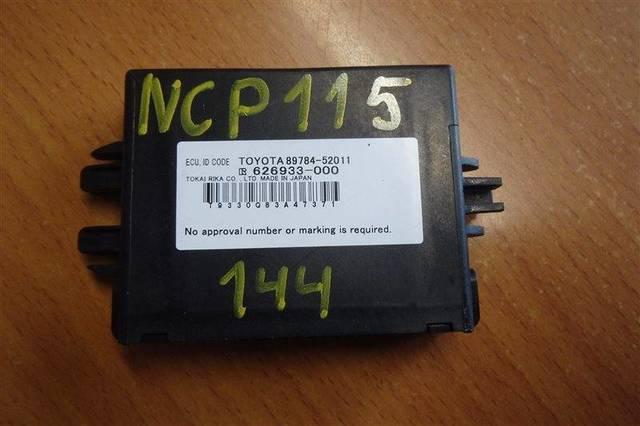 NCP115
ECU, ID CODE TOYOTA 89784-52011
626933-000
TOKAI RIKA CO., LTD. MADE IN JAPAN
T9330Q83A47371
No approval number or marking is required.
144